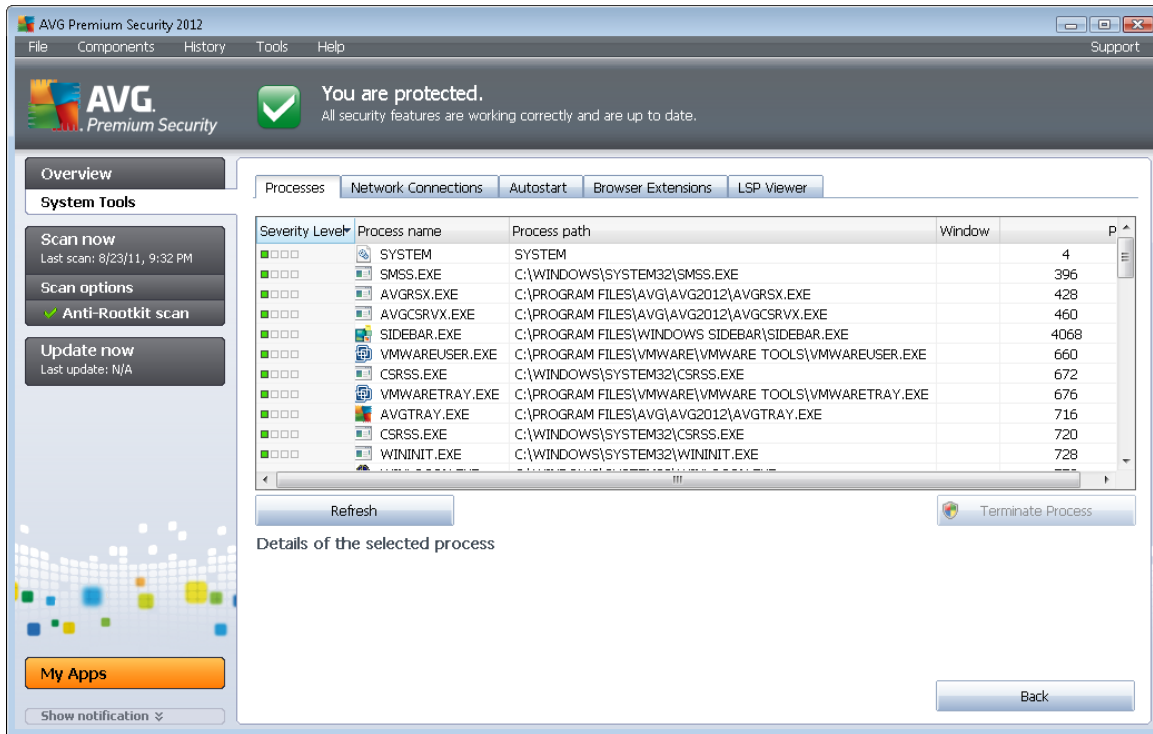 AVG Premium Security 2012
File Components History Tools Help Support
AVG.
Premium Security
You are protected.
All security features are working correctly and are up to date.
Overview
System Tools
Scan now
Last scan: 8/23/11, 9:32 PM
Scan options
Anti-Rootkit scan
Update now
Last update: N/A
My Apps
Show notification
Processes Network Connections Autostart Browser Extensions LSP Viewer
Severity Level Process name Process path Window P
SYSTEM SYSTEM 4
SMSS.EXE C:\WINDOWS\SYSTEM32\SMSS.EXE 396
AVGRSX.EXE C:\PROGRAM FILES\AVG\AVG2012\AVGRSX.EXE 428
AVGCSRVX.EXE C:\PROGRAM FILES\AVG\AVG2012\AVGCSRVX.EXE 460
SIDEBAR.EXE C:\PROGRAM FILES\WINDOWS SIDEBAR\SIDEBAR.EXE 4068
VMWAREUSER.EXE C:\PROGRAM FILES\VMWARE\VMWARE TOOLS\VMWAREUSER.EXE 660
CSRSS.EXE C:\WINDOWS\SYSTEM32\CSRSS.EXE 672
VMWARETRAY.EXE C:\PROGRAM FILES\VMWARE\VMWARE TOOLS\VMWARETRAY.EXE 676
AVGTRAY.EXE C:\PROGRAM FILES\AVG\AVG2012\AVGTRAY.EXE 716
CSRSS.EXE C:\WINDOWS\SYSTEM32\CSRSS.EXE 720
WININIT.EXE C:\WINDOWS\SYSTEM32\WININIT.EXE 728
Refresh Terminate Process
Details of the selected process
Back